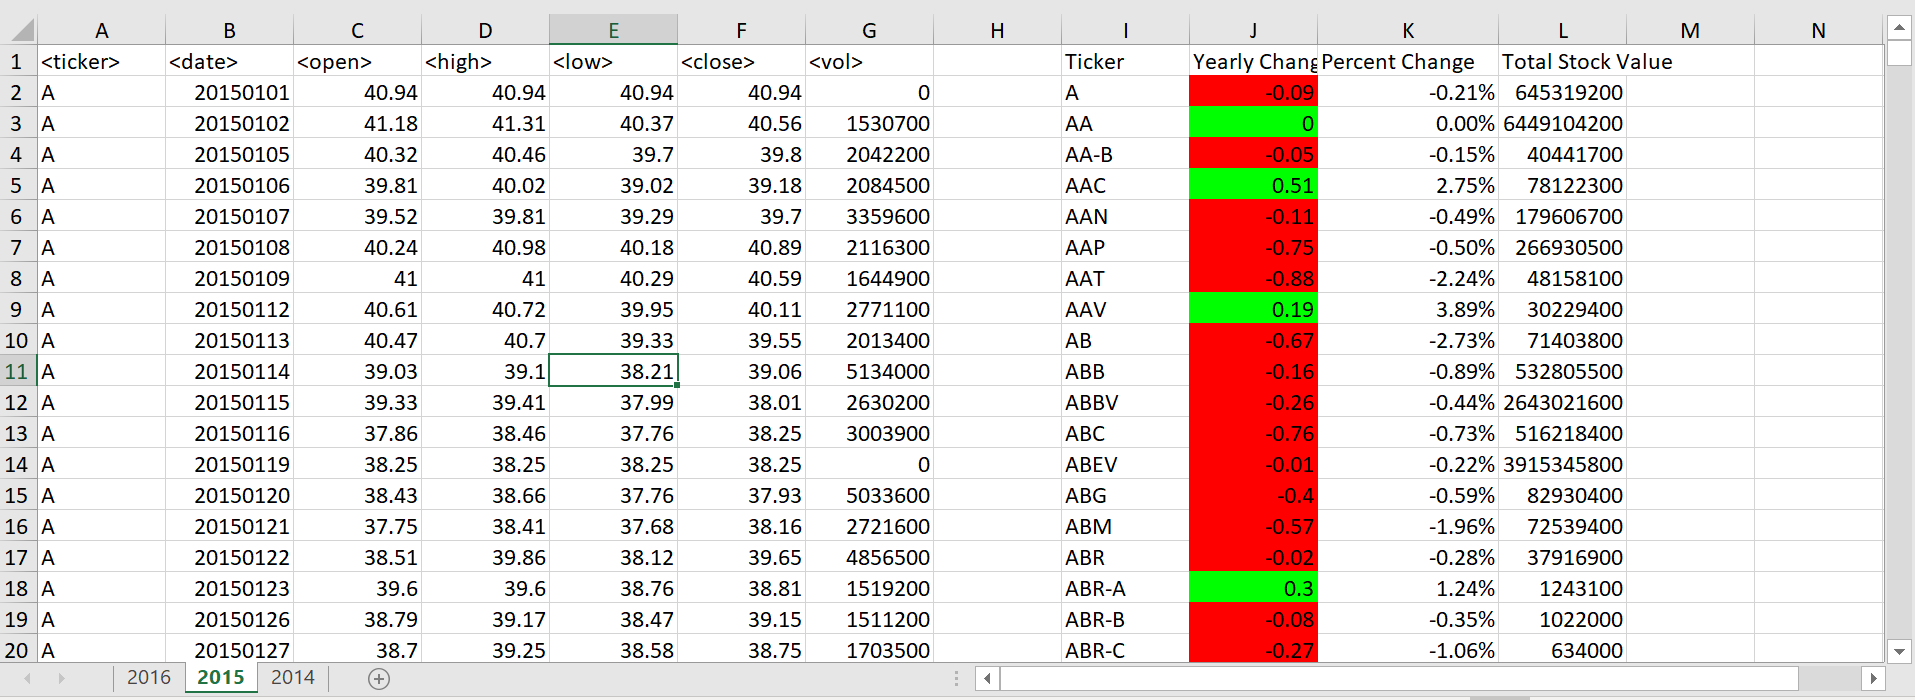 A B C D E F G H I J K L M N
1 <ticker> <date> <open> <high> <low> <close> <vol> Ticker Yearly Chang Percent Change Total Stock Value
2 A 20150101 40.94 40.94 40.94 40.94 0 A -0.09 -0.21% 645319200
3 A 20150102 41.18 41.31 40.37 40.56 1530700 AA 0 0.00% 6449104200
4 A 20150105 40.32 40.46 39.7 39.8 2042200 AA-B -0.05 -0.15% 40441700
5 A 20150106 39.81 40.02 39.02 39.18 2084500 AAC 0.51 2.75% 78122300
6 A 20150107 39.52 39.81 39.29 39.7 3359600 AAN -0.11 -0.49% 179606700
7 A 20150108 40.24 40.98 40.18 40.89 2116300 AAP -0.75 -0.50% 266930500
8 A 20150109 41 41 40.29 40.59 1644900 AAT -0.88 -2.24% 48158100
9 A 20150112 40.61 40.72 39.95 40.11 2771100 AAV 0.19 3.89% 30229400
10 A 20150113 40.47 40.7 39.33 39.55 2013400 AB -0.67 -2.73% 71403800
11 A 20150114 39.03 39.1 38.21 39.06 5134000 ABB -0.16 -0.89% 532805500
12 A 20150115 39.33 39.41 37.99 38.01 2630200 ABBV -0.26 -0.44% 2643021600
13 A 20150116 37.86 38.46 37.76 38.25 3003900 ABC -0.76 -0.73% 516218400
14 A 20150119 38.25 38.25 38.25 38.25 0 ABEV -0.01 -0.22% 3915345800
15 A 20150120 38.43 38.66 37.76 37.93 5033600 ABG -0.4 -0.59% 82930400
16 A 20150121 37.75 38.41 37.68 38.16 2721600 ABM -0.57 -1.96% 72539400
17 A 20150122 38.51 39.86 38.12 39.65 4856500 ABR -0.02 -0.28% 37916900
18 A 20150123 39.6 39.6 38.76 38.81 1519200 ABR-A 0.3 1.24% 1243100
19 A 20150126 38.79 39.17 38.47 39.15 1511200 ABR-B -0.08 -0.35% 1022000
20 A 20150127 38.7 39.25 38.58 38.75 1703500 ABR-C -0.27 -1.06% 634000
2016 2015 2014